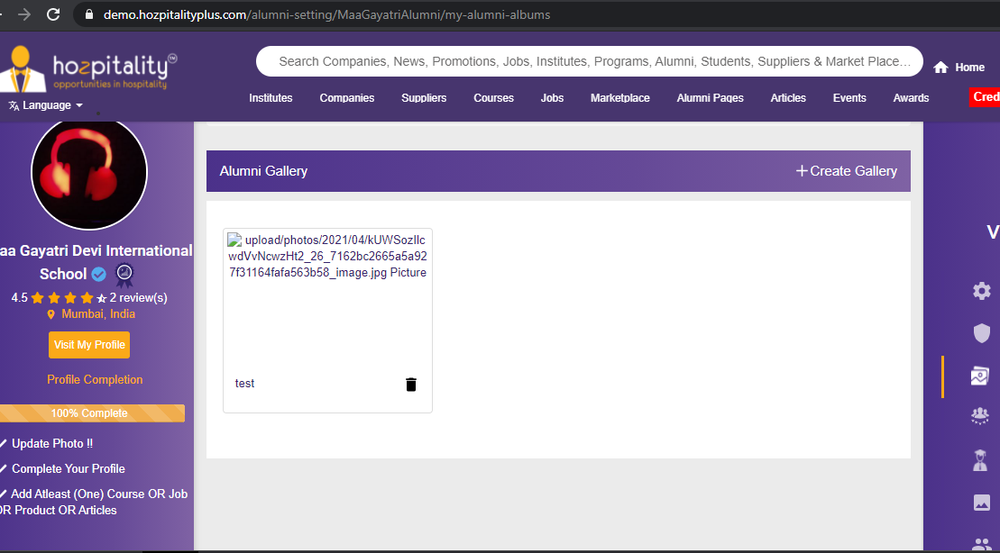 demo.hozpitalityplus.com/alumni-setting/MaaGayatriAlumni/my-alumni-albums
hozpitality™
opportunities in hospitality
Search Companies, News, Promotions, Jobs, Institutes, Programs, Alumni, Students, Suppliers & Market Place…
Home
Language
Institutes Companies Suppliers Courses Jobs Marketplace Alumni Pages Articles Events Awards
Cred
aa Gayatri Devi International
School
4.5 2 review(s)
Mumbai, India
Visit My Profile
Profile Completion
100% Complete
Update Photo !!
Complete Your Profile
Add Atleast (One) Course OR Job
OR Product OR Articles
Alumni Gallery
+Create Gallery
upload/photos/2021/04/kUWSozIlc
wdVvNcwzHt2_26_7162bc2665a5a92
7f31164fafa563b58_image.jpg Picture
test
V